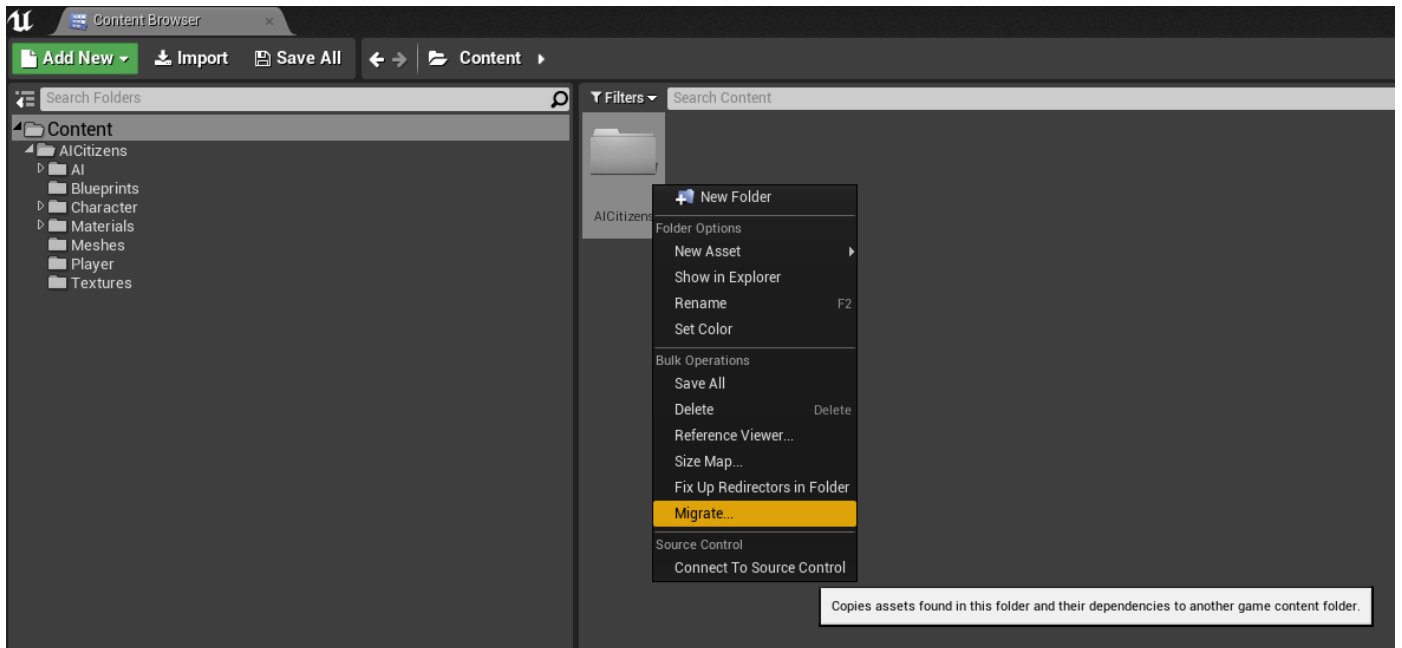 Content Browser
Add New
Import
Save All
Content
Search Folders
Filters
Search Content
Content
AICitizens
AI
Blueprints
Character
Materials
Meshes
Player
Textures
AICitizens
New Folder
Folder Options
New Asset
Show in Explorer
Rename F2
Set Color
Bulk Operations
Save All
Delete Delete
Reference Viewer...
Size Map...
Fix Up Redirectors in Folder
Migrate...
Source Control
Connect To Source Control
Copies assets found in this folder and their dependencies to another game content folder.